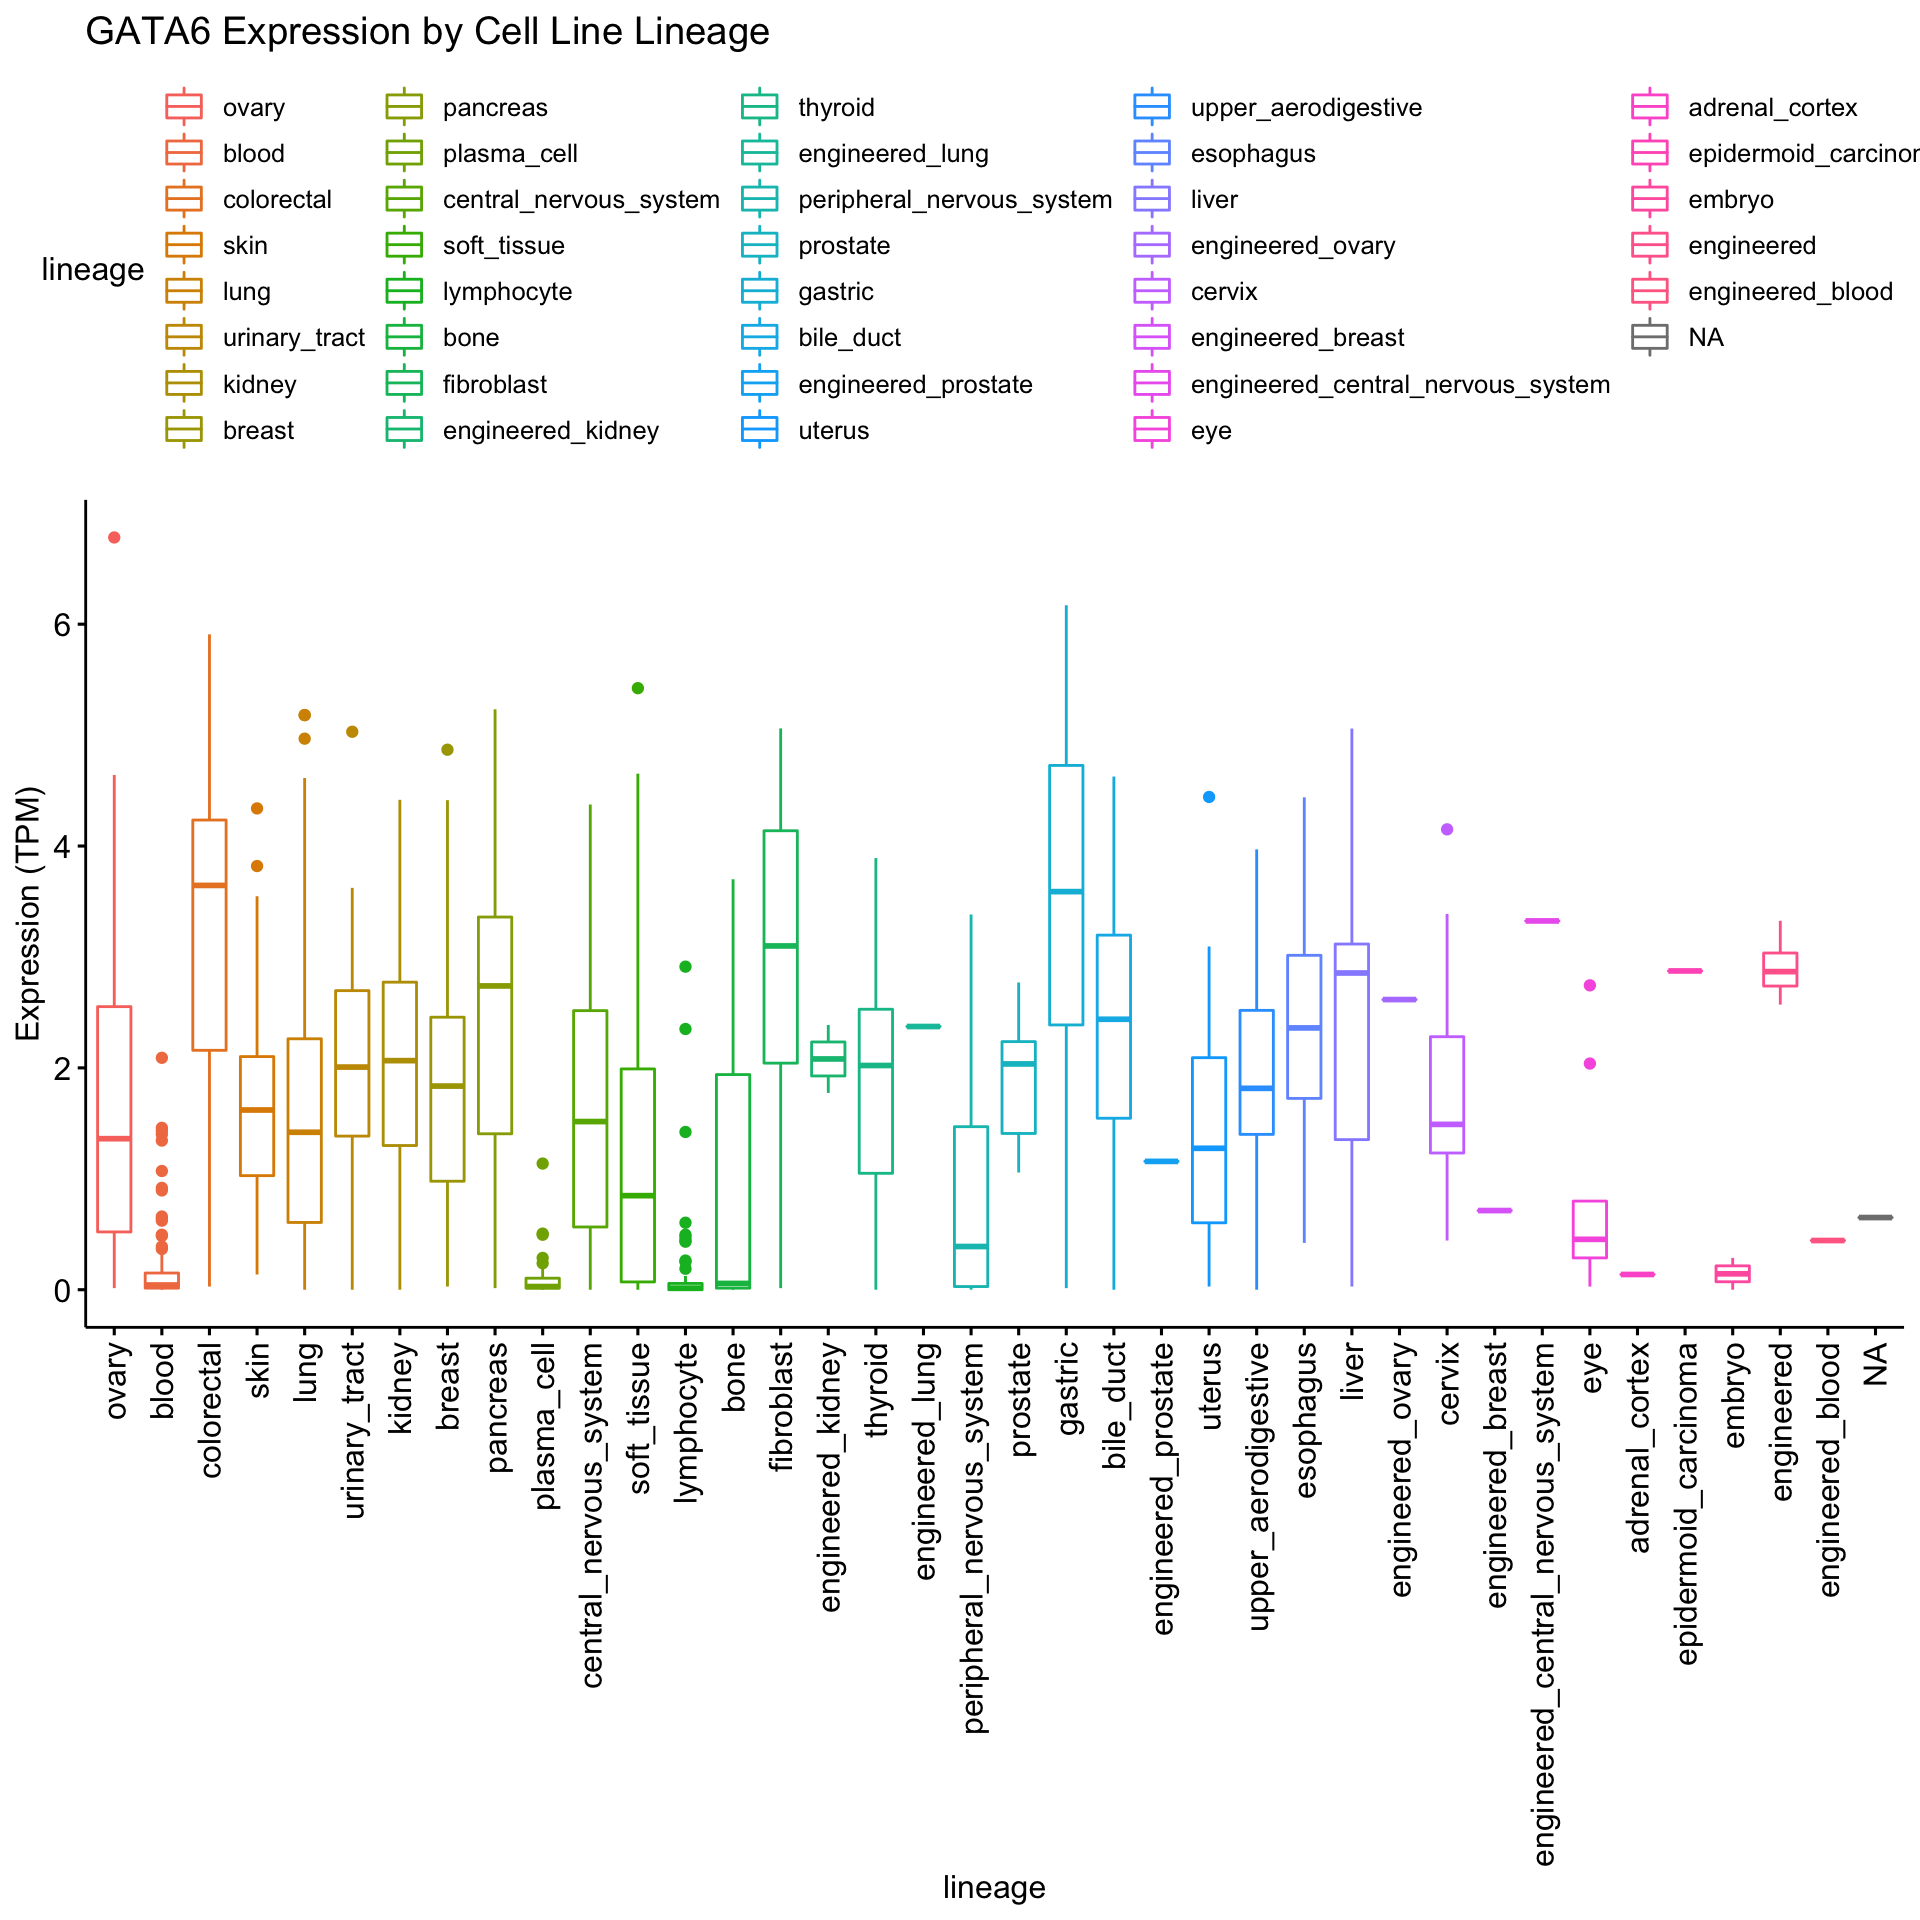 GATA6 Expression by Cell Line Lineage
lineage
ovary
blood
colorectal
skin
lung
urinary_tract
kidney
breast
pancreas
plasma_cell
central_nervous_system
soft_tissue
lymphocyte
bone
fibroblast
engineered_kidney
thyroid
engineered_lung
peripheral_nervous_system
prostate
gastric
bile_duct
engineered_prostate
uterus
upper_aerodigestive
esophagus
liver
engineered_ovary
cervix
engineered_breast
engineered_central_nervous_system
eye
adrenal_cortex
epidermoid_carcinor
embryo
engineered
engineered_blood
NA
Expression (TPM)
6
4
2
0
ovary
blood
colorectal
skin
lung
urinary_tract
kidney
breast
pancreas
plasma_cell
central_nervous_system
soft_tissue
lymphocyte
bone
fibroblast
engineered_kidney
thyroid
engineered_lung
peripheral_nervous_system
prostate
gastric
bile_duct
engineered_prostate
uterus
upper_aerodigestive
esophagus
liver
engineered_ovary
cervix
engineered_breast
engineered_central_nervous_system
eye
adrenal_cortex
epidermoid_carcinoma
embryo
engineered
engineered_blood
NA
lineage